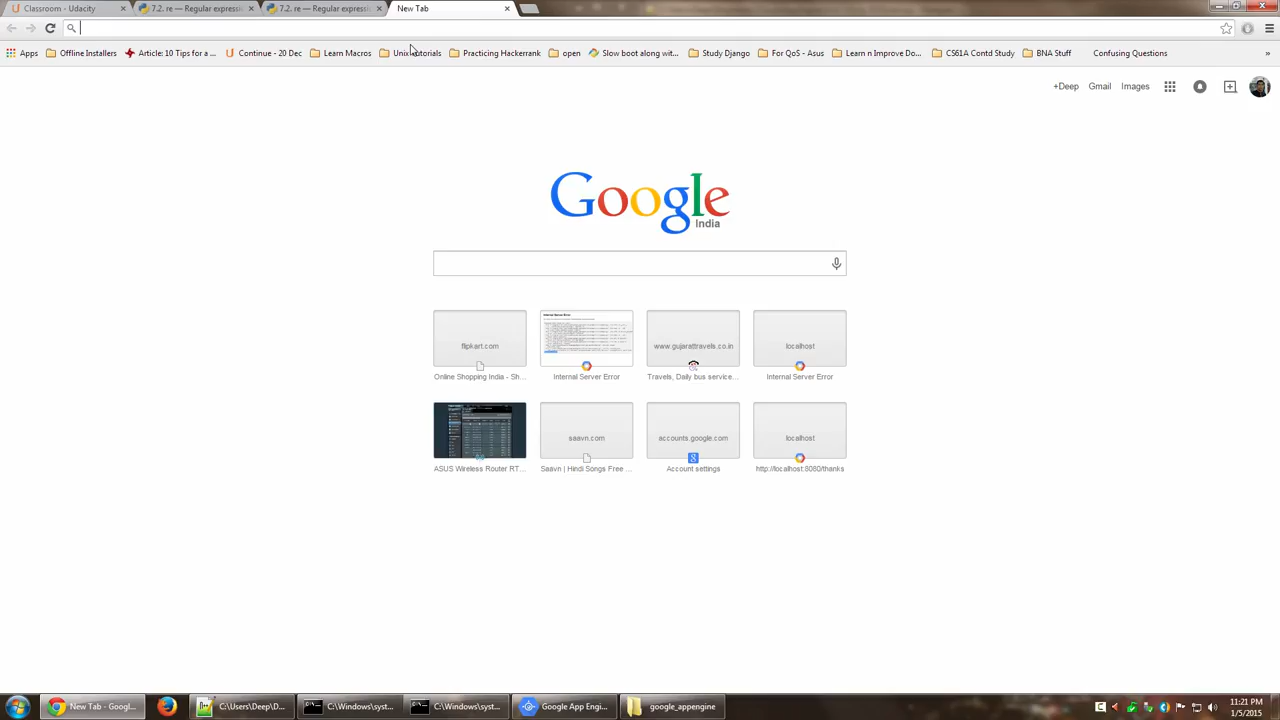 Classroom - Udacity
7.2. re — Regular expressi
7.2. re — Regular expressi
New Tab
Apps
Offline Installers
Article: 10 Tips for a ...
Continue - 20 Dec
Learn Macros
Unix Tutorials
Practicing Hackerrank
open
Slow boot along wit...
Study Django
For QoS - Asus
Learn n Improve Do...
CS61A Contd Study
BNA Stuff
Confusing Questions
»
+Deep
Gmail
Images
Google
India
flipkart.com
www.gujarattravels.co.in
localhost
Online Shopping India - Sh...
Internal Server Error
Travels, Daily bus service...
Internal Server Error
saavn.com
accounts.google.com
localhost
ASUS Wireless Router RT...
Saavn | Hindi Songs Free ...
Account settings
http://localhost:8080/thanks
New Tab - Googl...
C:\Users\Deep\D...
C:\Windows\syst...
C:\Windows\syst...
Google App Engi...
google_appengine
11:21 PM
1/5/2015